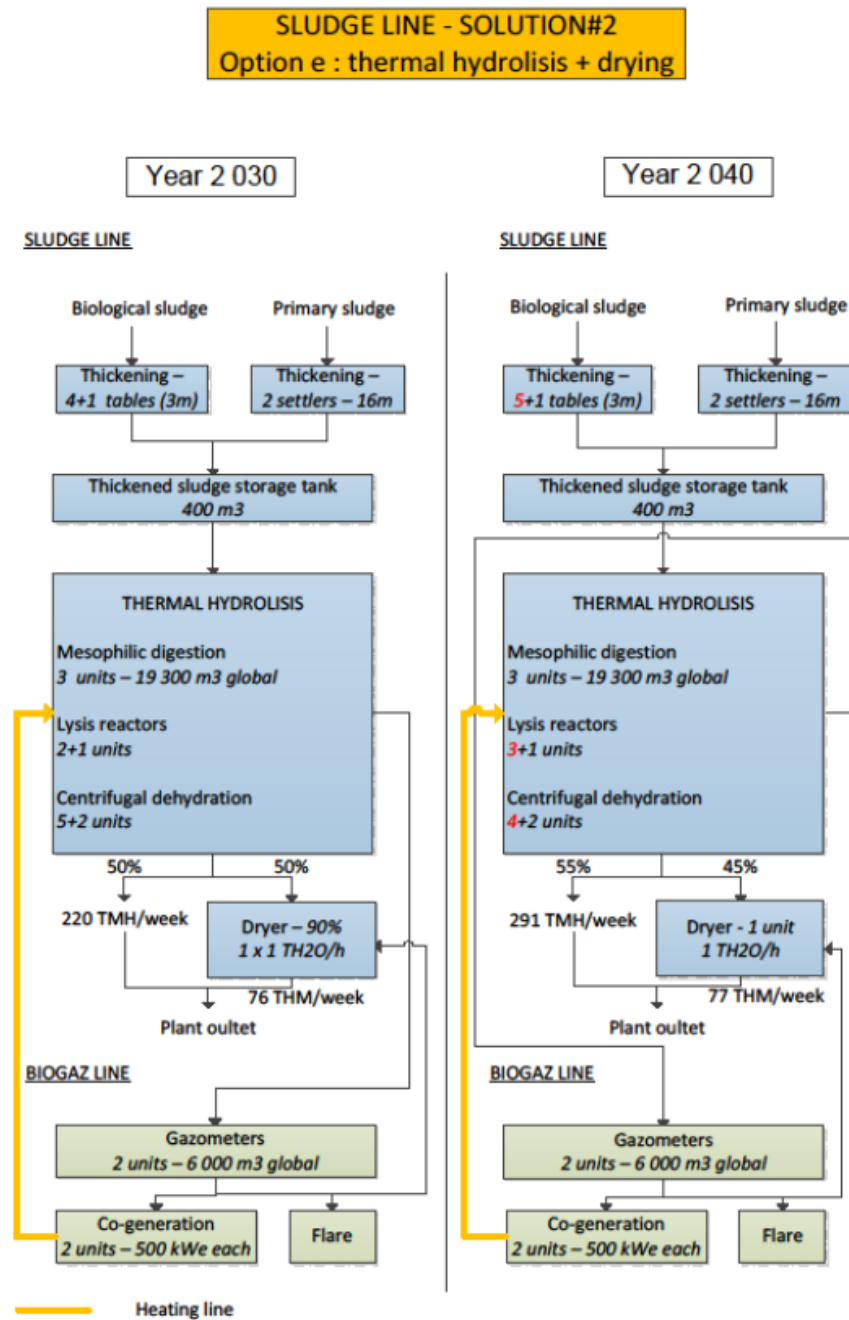 SLUDGE LINE - SOLUTION#2
Option e : thermal hydrolisis + drying
Year 2 030
SLUDGE LINE
Biological sludge
Primary sludge
Thickening –
4+1 tables (3m)
Thickening –
2 settlers – 16m
Thickened sludge storage tank
400 m3
THERMAL HYDROLISIS
Mesophilic digestion
3 units – 19 300 m3 global
Lysis reactors
2+1 units
Centrifugal dehydration
5+2 units
50%
50%
220 TMH/week
Dryer – 90%
1 x 1 TH2O/h
76 THM/week
Plant oultet
BIOGAZ LINE
Gazometers
2 units – 6 000 m3 global
Co-generation
2 units – 500 kWe each
Flare
Heating line
Year 2 040
SLUDGE LINE
Biological sludge
Primary sludge
Thickening –
5+1 tables (3m)
Thickening –
2 settlers – 16m
Thickened sludge storage tank
400 m3
THERMAL HYDROLISIS
Mesophilic digestion
3 units – 19 300 m3 global
Lysis reactors
3+1 units
Centrifugal dehydration
4+2 units
55%
45%
291 TMH/week
Dryer - 1 unit
1 TH2O/h
77 THM/week
Plant oultet
BIOGAZ LINE
Gazometers
2 units – 6 000 m3 global
Co-generation
2 units – 500 kWe each
Flare